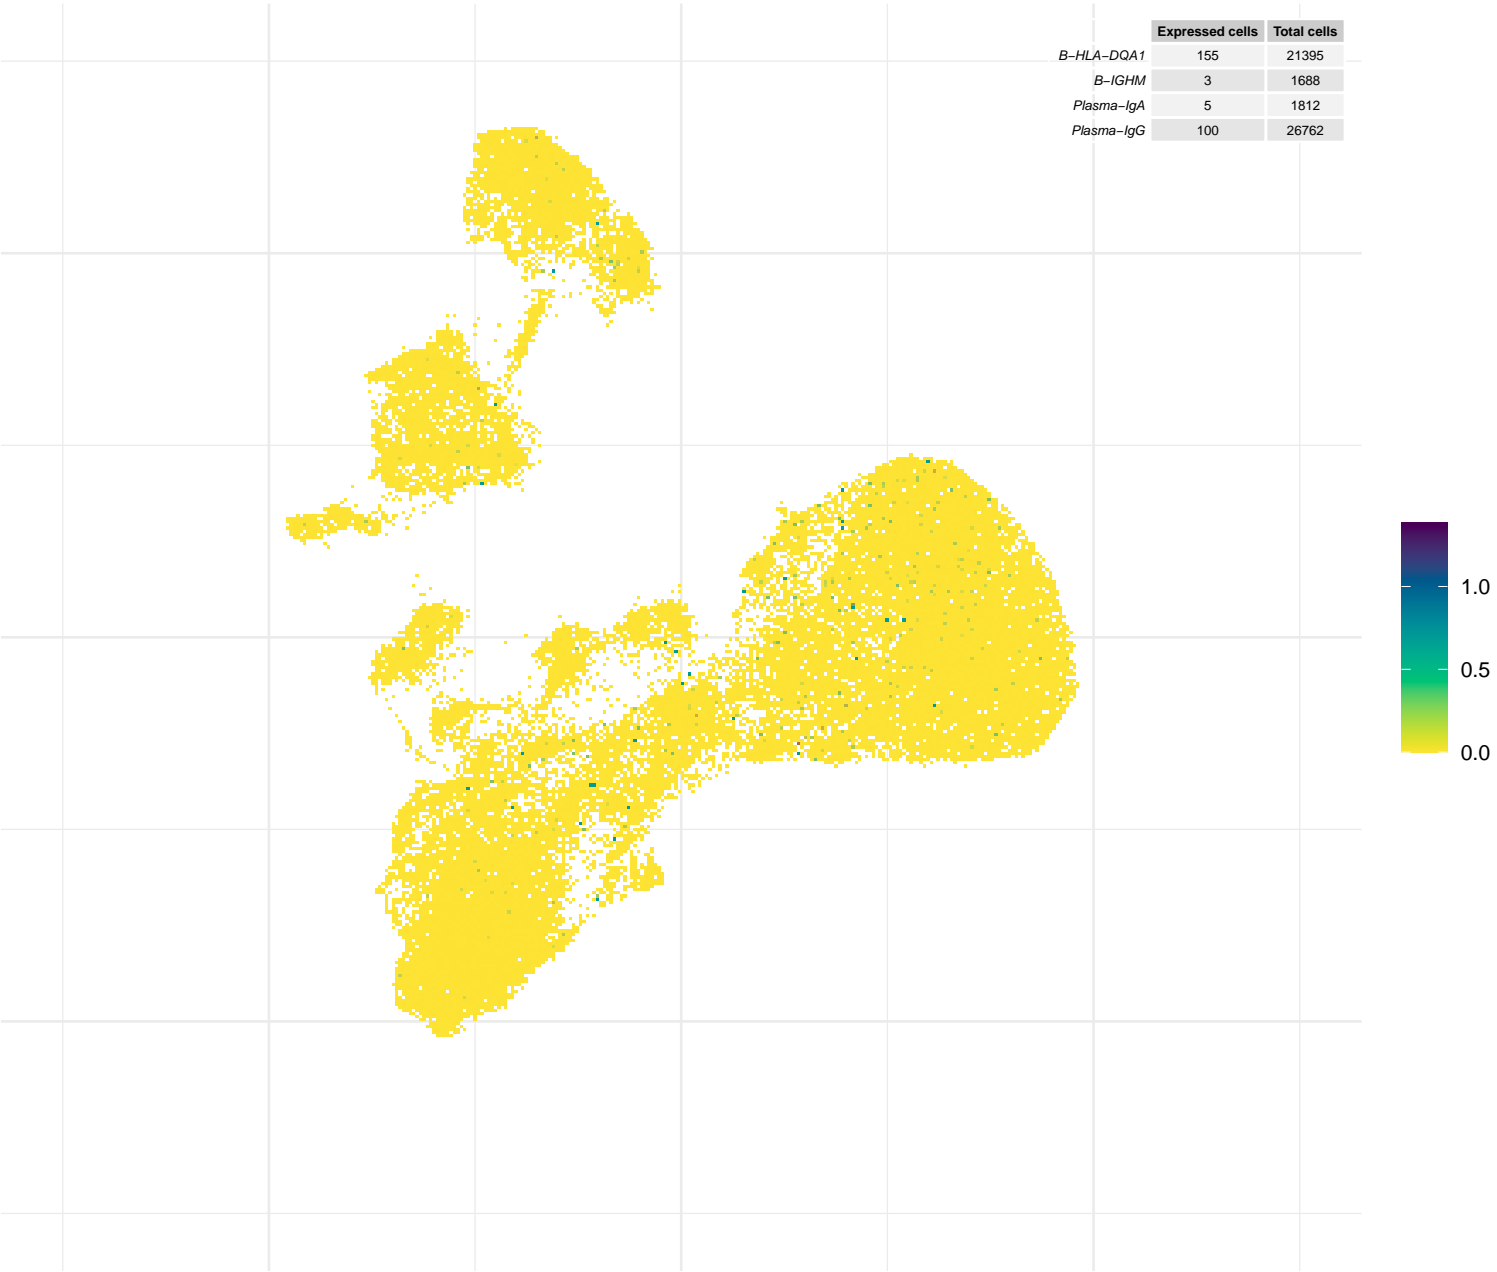 Expressed cells Total cells
B−HLA−DQA1 155 21395
B−IGHM 3 1688
Plasma−IgA 5 1812
Plasma−IgG 100 26762
1.0
0.5
0.0